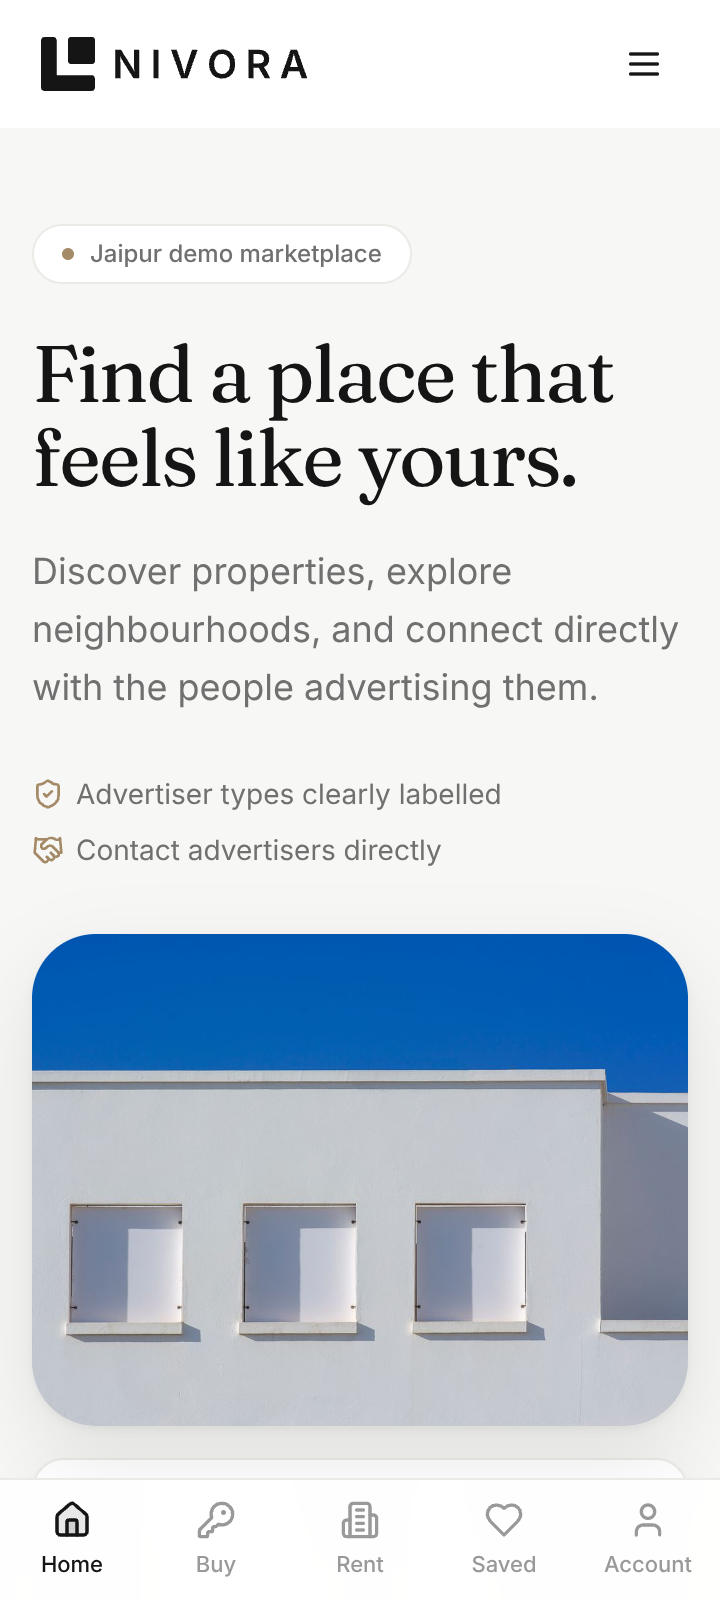 NIVORA
Jaipur demo marketplace
Find a place that
feels like yours.
Discover properties, explore
neighbourhoods, and connect directly
with the people advertising them.
Advertiser types clearly labelled
Contact advertisers directly
Home
Buy
Rent
Saved
Account